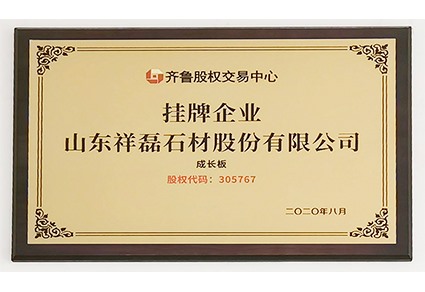 齐鲁股权交易中心
挂牌企业
山东祥磊石材股份有限公司
成长板
股权代码：305767
二〇二〇年八月